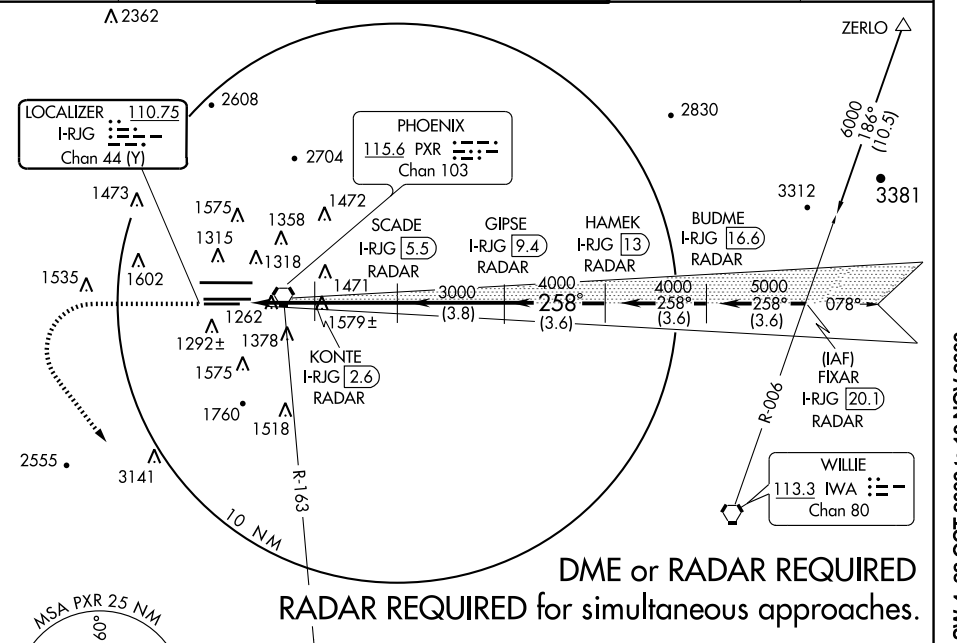 2362
ZERLO
LOCALIZER 110.75
I-RJG
Chan 44 (Y)
2608
PHOENIX
115.6 PXR
Chan 103
2830
6000
186°
(10.5)
2704
3381
3312
1473
1575
1358
1472
1315
1318
SCADE
I-RJG 5.5
RADAR
GIPSE
I-RJG 9.4
RADAR
HAMEK
I-RJG 13
RADAR
BUDME
I-RJG 16.6
RADAR
1535
1602
1471
3000
(3.8)
4000
258°
(3.6)
4000
258°
(3.6)
5000
258°
(3.6)
078°
1262
1579±
1292±
1378
KONTE
I-RJG 2.6
RADAR
(IAF)
FIXAR
I-RJG 20.1
RADAR
1575
1760
1518
R-006
2555
3141
R-163
WILLIE
113.3 IWA
Chan 80
10 NM
DME or RADAR REQUIRED
RADAR REQUIRED for simultaneous approaches.
MSA PXR 25 NM
09°